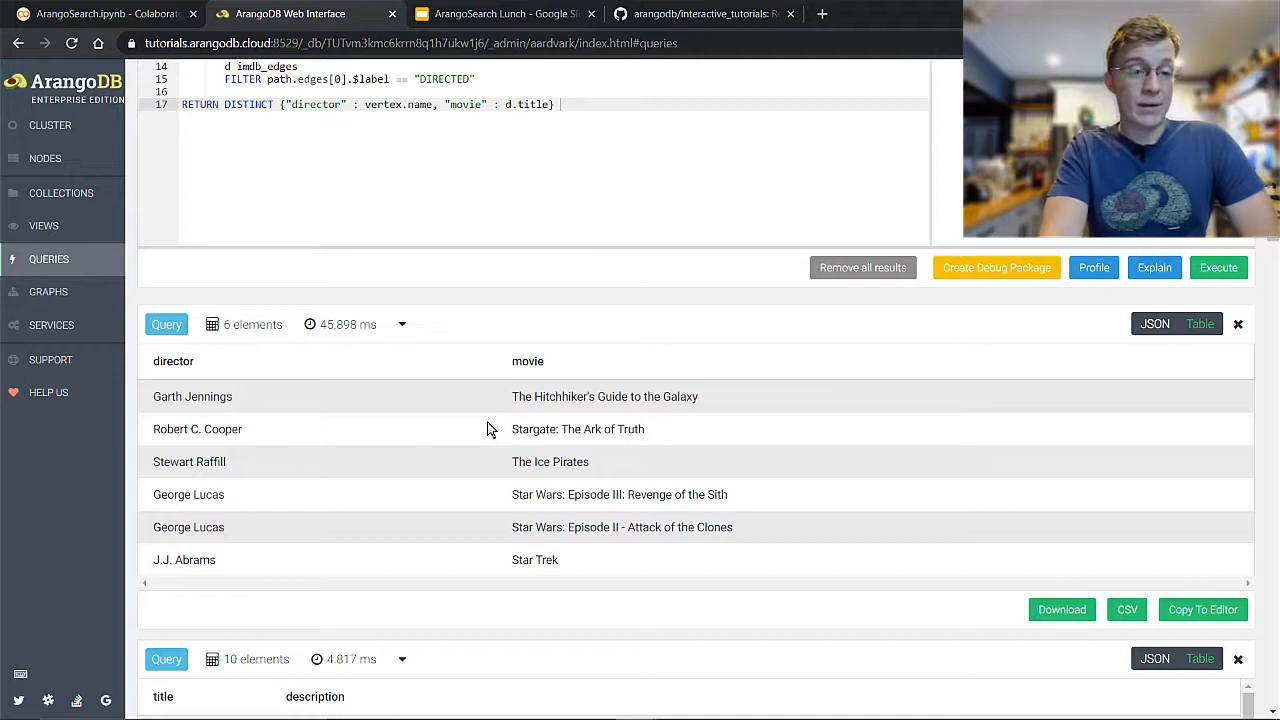 ArangoSearch.ipynb - Colaborato
ArangoDB Web Interface
ArangoSearch Lunch - Google Sl
arangodb/interactive_tutorials: R
tutorials.arangodb.cloud:8529/_db/TUTvm3kmc6krrn8q1h7ukw1j6/_admin/aardvark/index.html#queries
ArangoDB
ENTERPRISE EDITION
CLUSTER
NODES
COLLECTIONS
VIEWS
QUERIES
GRAPHS
SERVICES
SUPPORT
HELP US
14 d imdb_edges
15 FILTER path.edges[0].$label == "DIRECTED"
16
17 RETURN DISTINCT {"director" : vertex.name, "movie" : d.title}
Remove all results Create Debug Package Profile Explain Execute
Query 6 elements 45.898 ms JSON Table
director movie
Garth Jennings The Hitchhiker's Guide to the Galaxy
Robert C. Cooper Stargate: The Ark of Truth
Stewart Raffill The Ice Pirates
George Lucas Star Wars: Episode III: Revenge of the Sith
George Lucas Star Wars: Episode II - Attack of the Clones
J.J. Abrams Star Trek
Download CSV Copy To Editor
Query 10 elements 4.817 ms JSON Table
title description